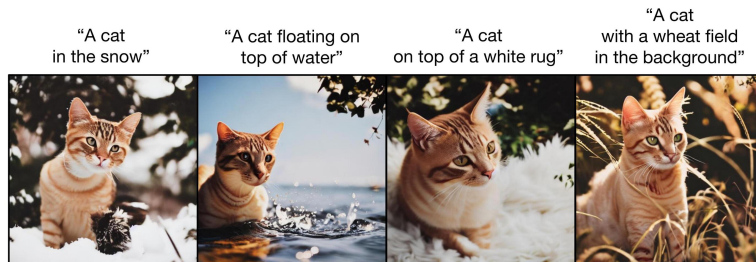 “A cat
in the snow”
“A cat floating on
top of water”
“A cat
on top of a white rug”
“A cat
with a wheat field
in the background”